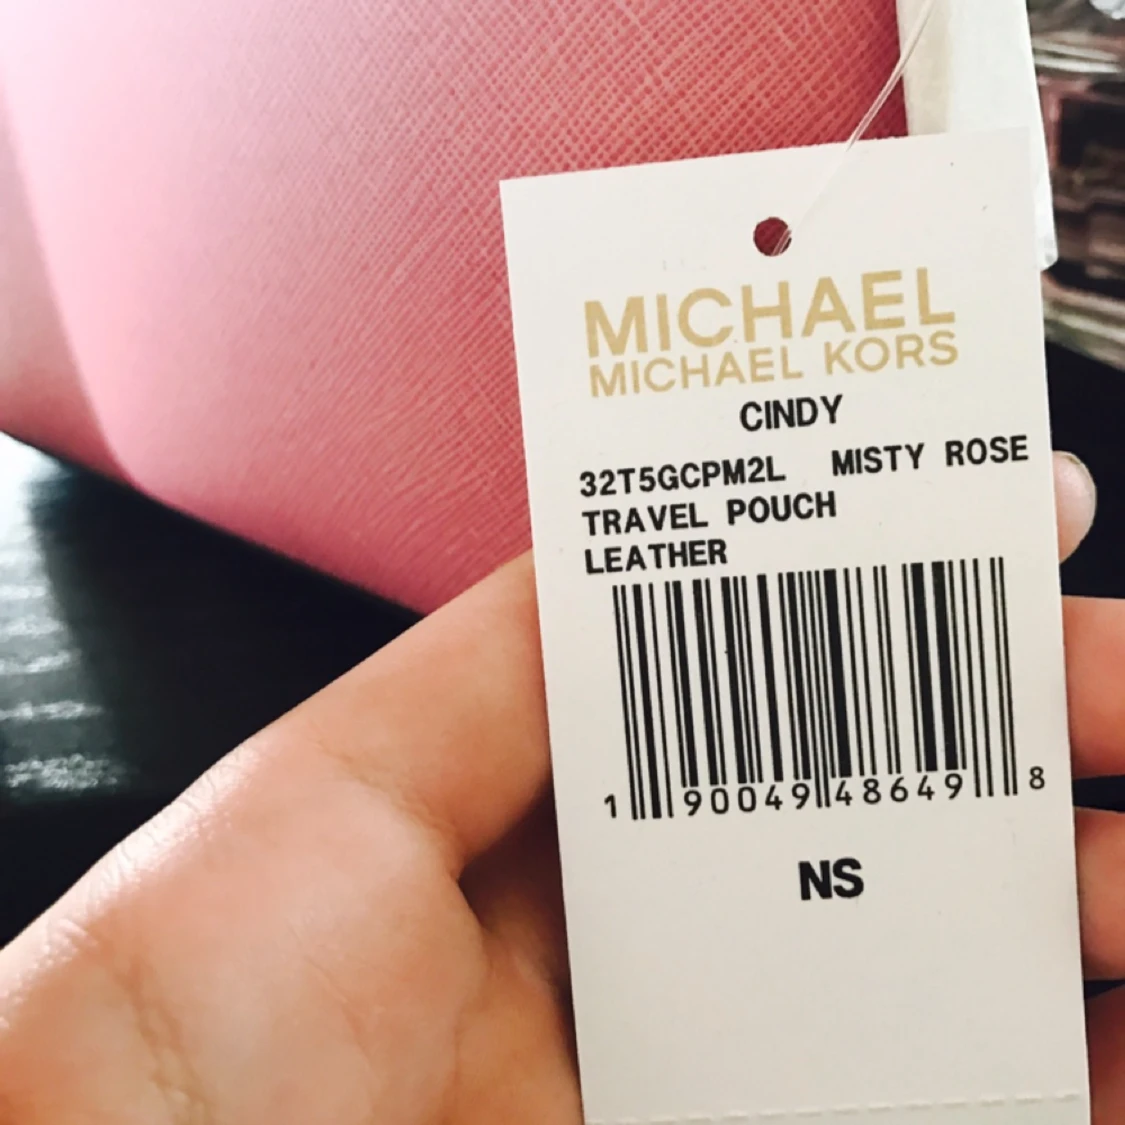 MICHAEL
MICHAEL KORS
CINDY
32T5GCPM2L MISTY ROSE
TRAVEL POUCH
LEATHER
1 90049 48649 8
NS